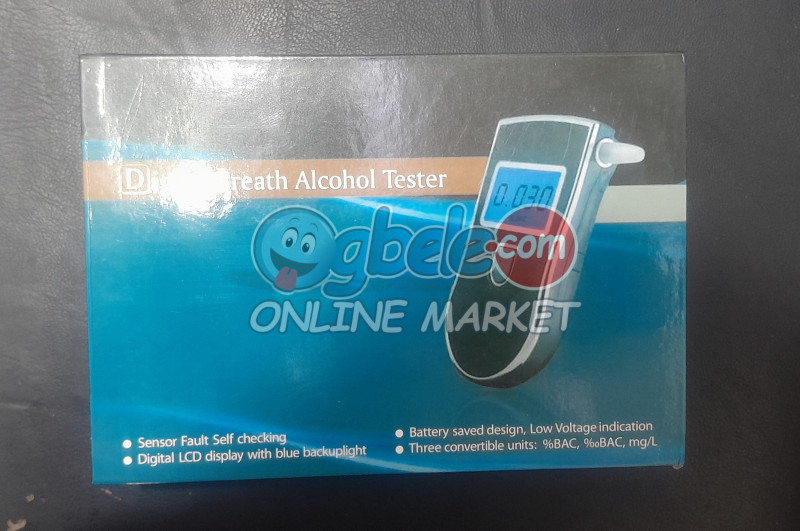 Breath Alcohol Tester
0.030
Ogbele.com
ONLINE MARKET
Sensor Fault Self checking
Digital LCD display with blue backuplight
Battery saved design, Low Voltage indication
Three convertible units: %BAC, ‰BAC, mg/L